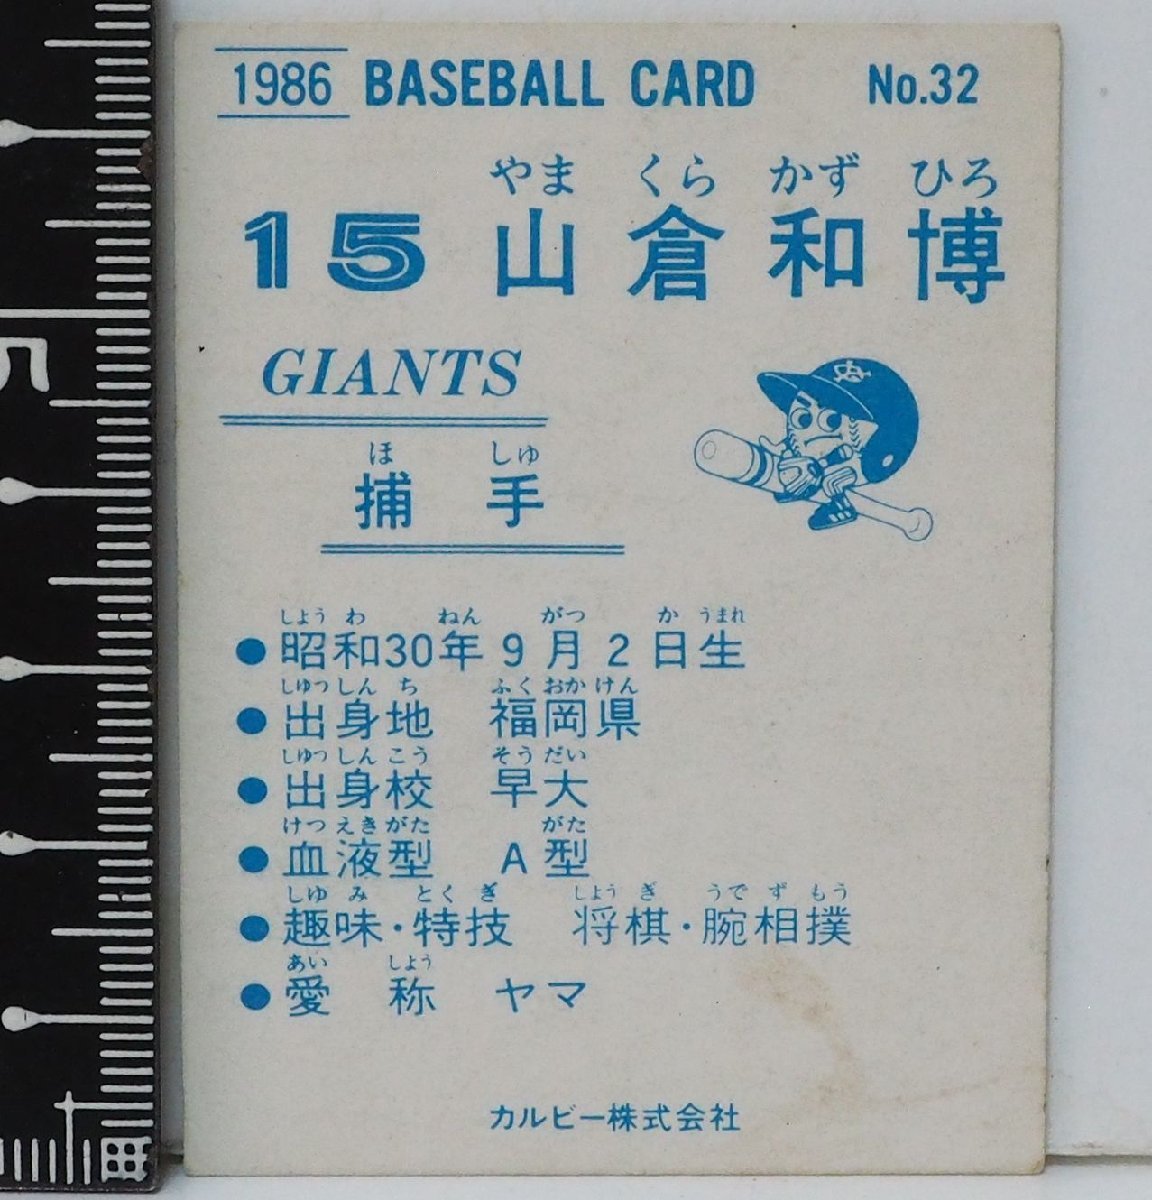 1986 BASEBALL CARD No.32
やま くら かず ひろ
15 山倉和博
GIANTS
ほ しゅ
捕 手
しょう わ ねん がつ か うまれ
●昭和30年 9月 2日生
しゅっしん ち ふくおかけん
●出身地 福岡県
しゅっしんこう そうだい
●出身校 早大
けつえきがた がた
●血液型 A型
しゅ み とくぎ しょう ぎ うで ず もう
●趣味・特技 将棋・腕相撲
あい しょう
●愛 称 ヤマ
カルビー株式会社